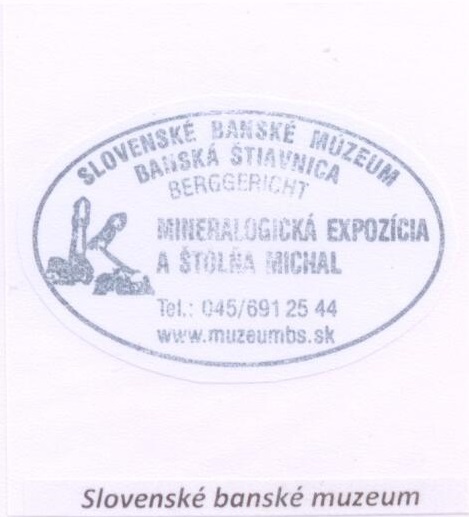 SLOVENSKÉ BANSKÉ MÚZEUM
BANSKÁ ŠTIAVNICA
BERGGERICHT
MINERALOGICKÁ EXPOZÍCIA
A ŠTÔLŇA MICHAL
Tel.: 045/691 25 44
www.muzeumbs.sk
Slovenské banské muzeum